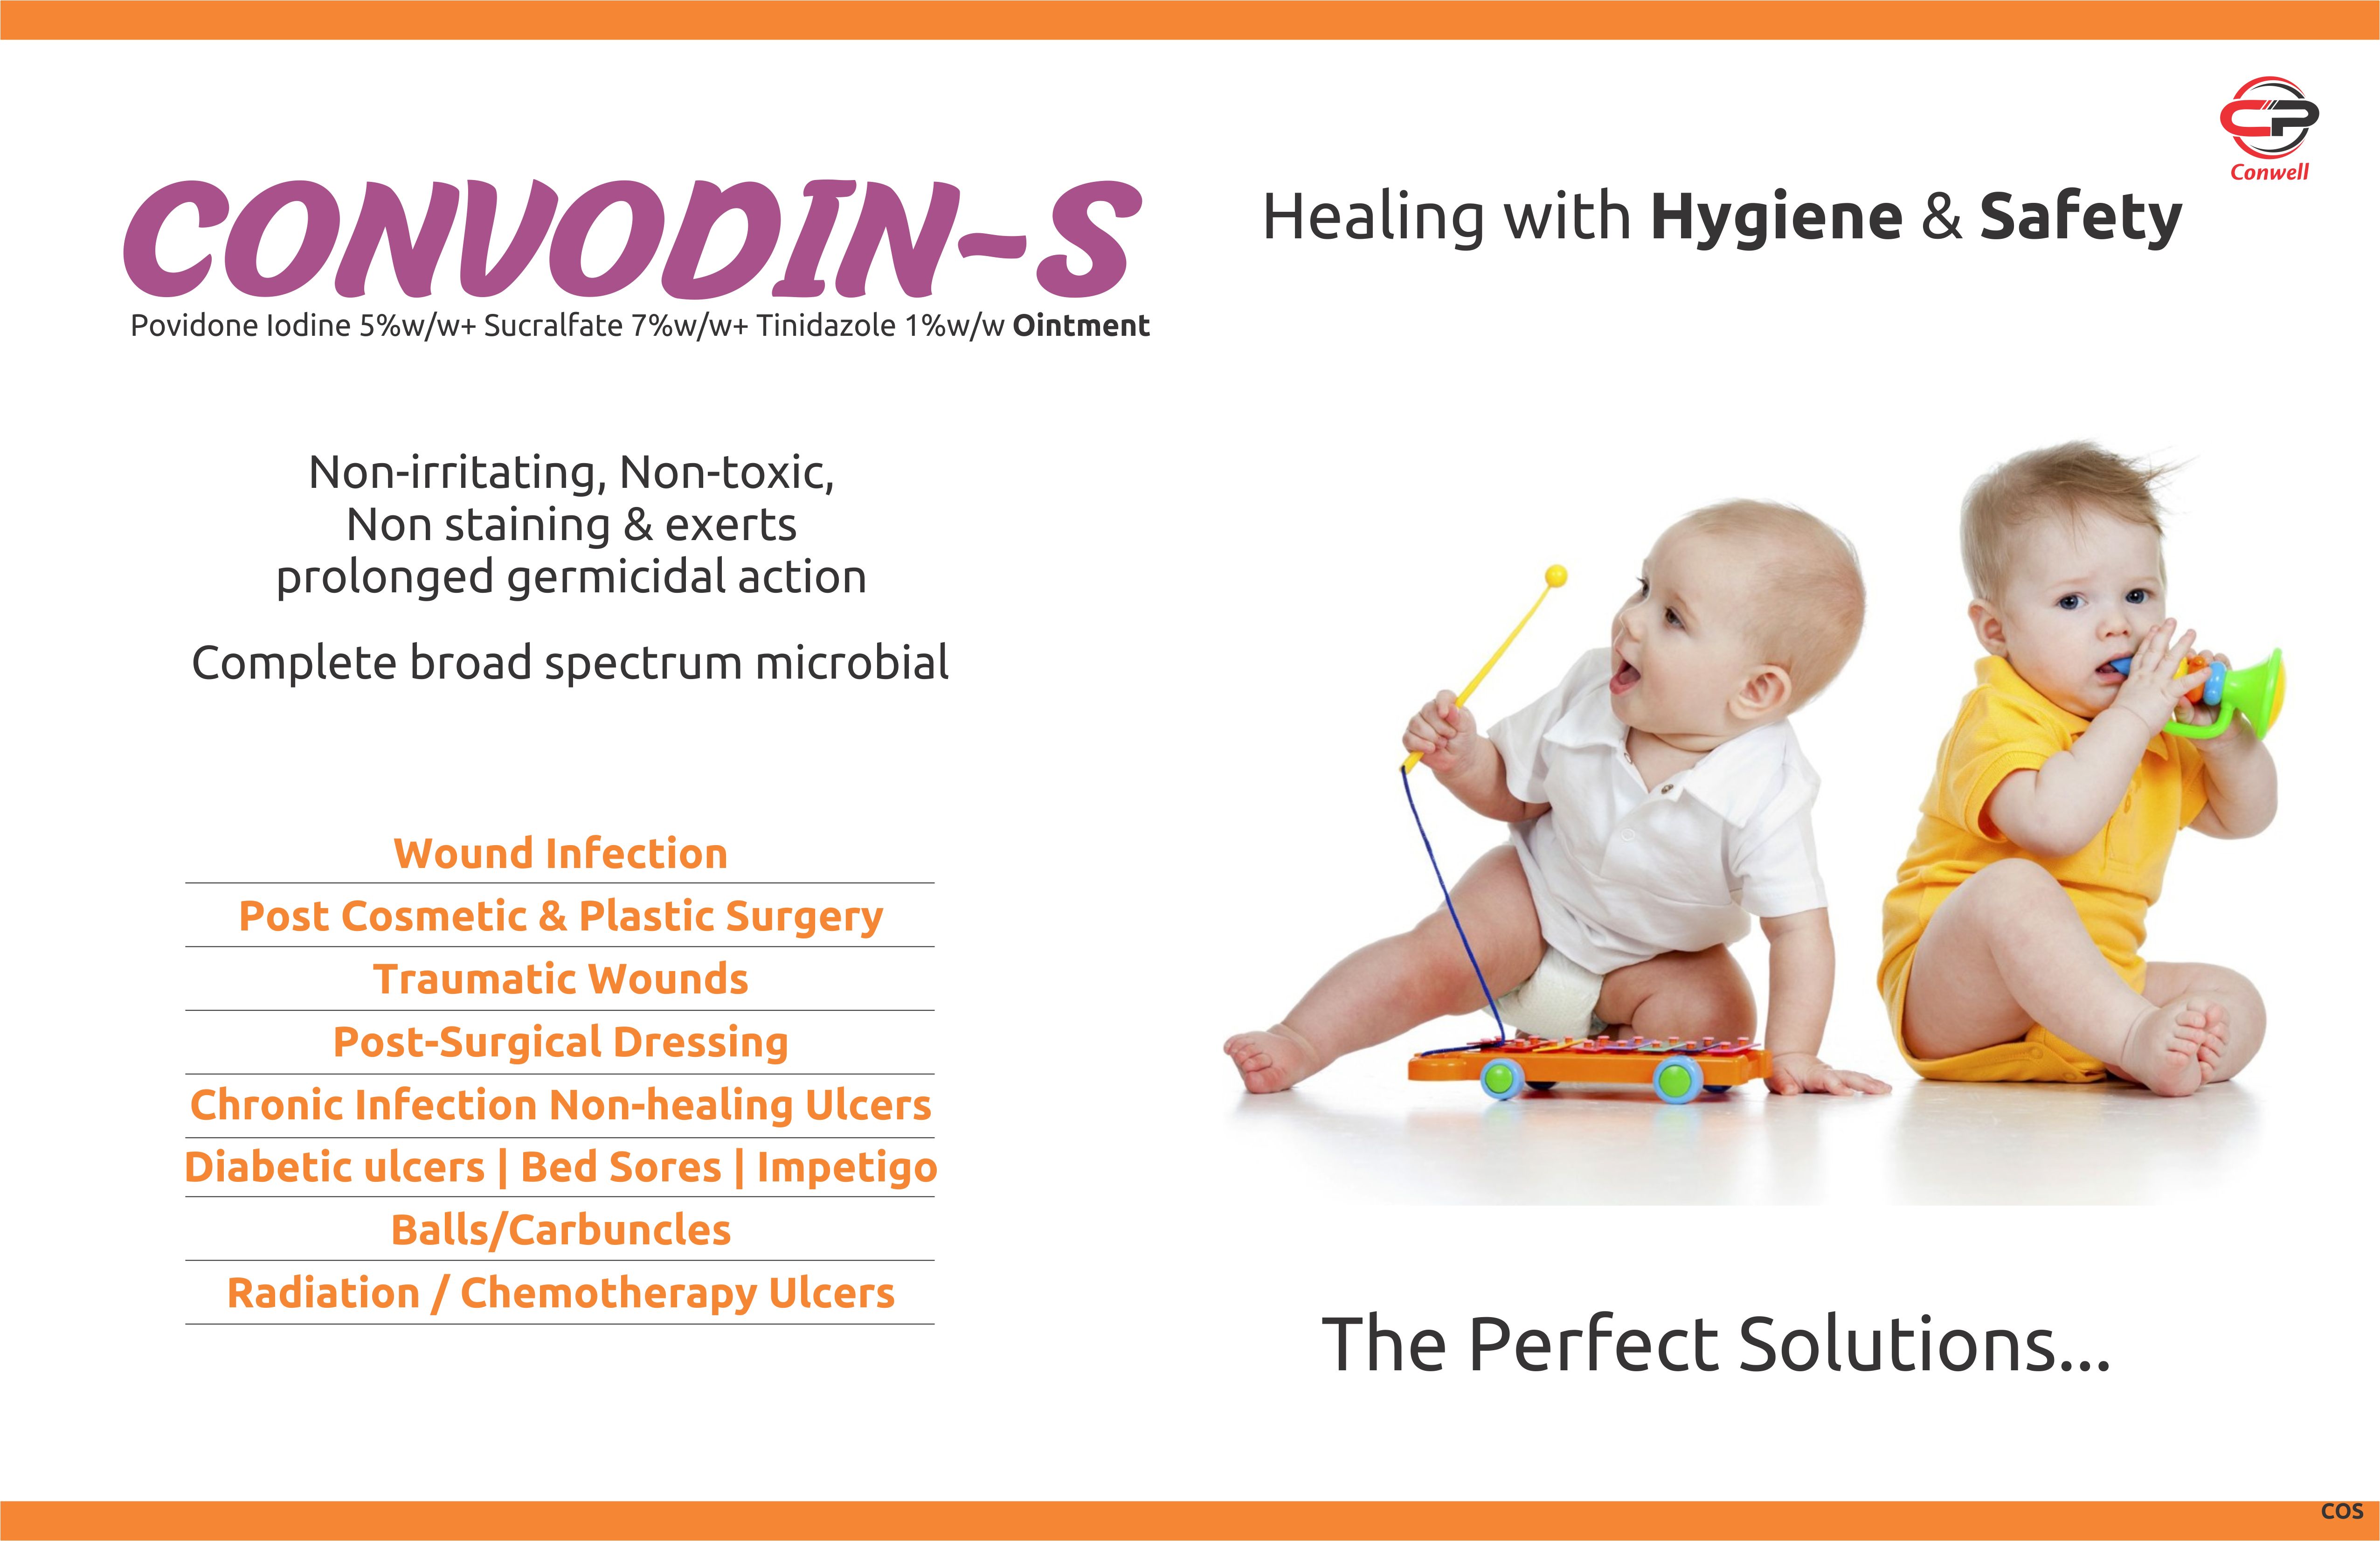 Conwell
CONVODIN-S
Povidone Iodine 5%w/w+ Sucralfate 7%w/w+ Tinidazole 1%w/w Ointment
Healing with Hygiene & Safety
Non-irritating, Non-toxic,
Non staining & exerts
prolonged germicidal action
Complete broad spectrum microbial
Wound Infection
Post Cosmetic & Plastic Surgery
Traumatic Wounds
Post-Surgical Dressing
Chronic Infection Non-healing Ulcers
Diabetic ulcers | Bed Sores | Impetigo
Balls/Carbuncles
Radiation / Chemotherapy Ulcers
The Perfect Solutions...
COS